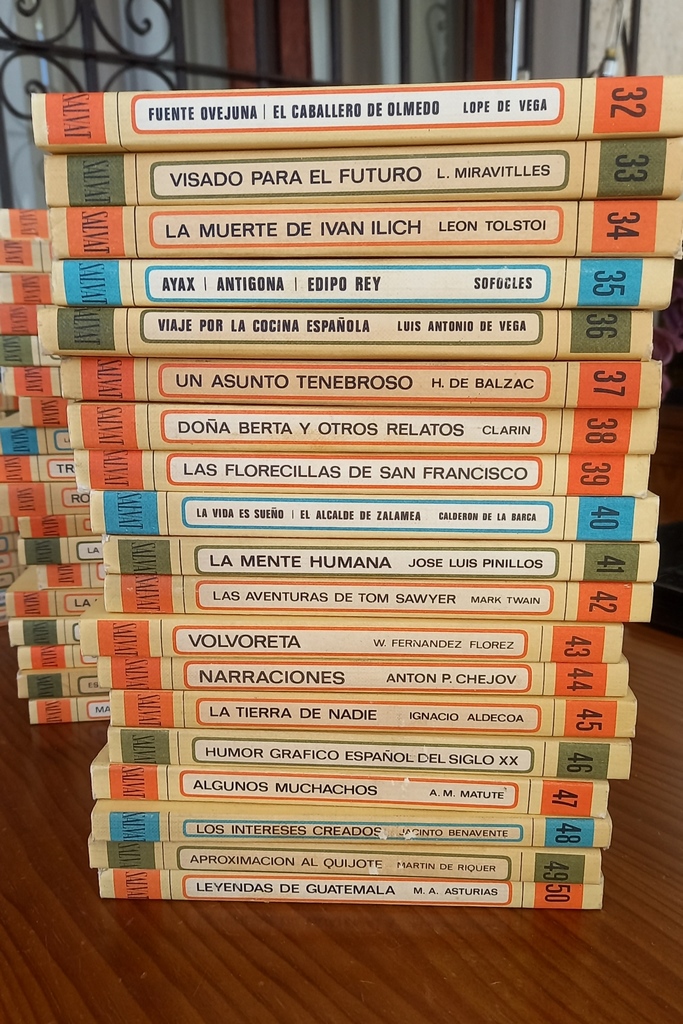 SALVAT FUENTE OVEJUNA | EL CABALLERO DE OLMEDO LOPE DE VEGA 32
SALVAT VISADO PARA EL FUTURO L. MIRAVITLLES 33
SALVAT LA MUERTE DE IVAN ILICH LEON TOLSTOI 34
SALVAT AYAX | ANTIGONA | EDIPO REY SOFOCLES 35
SALVAT VIAJE POR LA COCINA ESPAÑOLA LUIS ANTONIO DE VEGA 36
SALVAT UN ASUNTO TENEBROSO H. DE BALZAC 37
SALVAT DOÑA BERTA Y OTROS RELATOS CLARIN 38
SALVAT LAS FLORECILLAS DE SAN FRANCISCO 39
SALVAT LA VIDA ES SUEÑO | EL ALCALDE DE ZALAMEA CALDERON DE LA BARCA 40
SALVAT LA MENTE HUMANA JOSE LUIS PINILLOS 41
SALVAT LAS AVENTURAS DE TOM SAWYER MARK TWAIN 42
SALVAT VOLVORETA W. FERNANDEZ FLOREZ 43
SALVAT NARRACIONES ANTON P. CHEJOV 44
SALVAT LA TIERRA DE NADIE IGNACIO ALDECOA 45
SALVAT HUMOR GRAFICO ESPAÑOL DEL SIGLO XX 46
SALVAT ALGUNOS MUCHACHOS A. M. MATUTE 47
SALVAT LOS INTERESES CREADOS JACINTO BENAVENTE 48
SALVAT APROXIMACION AL QUIJOTE MARTIN DE RIQUER 49
SALVAT LEYENDAS DE GUATEMALA M. A. ASTURIAS 50
TR
RO
LA
LA
MA